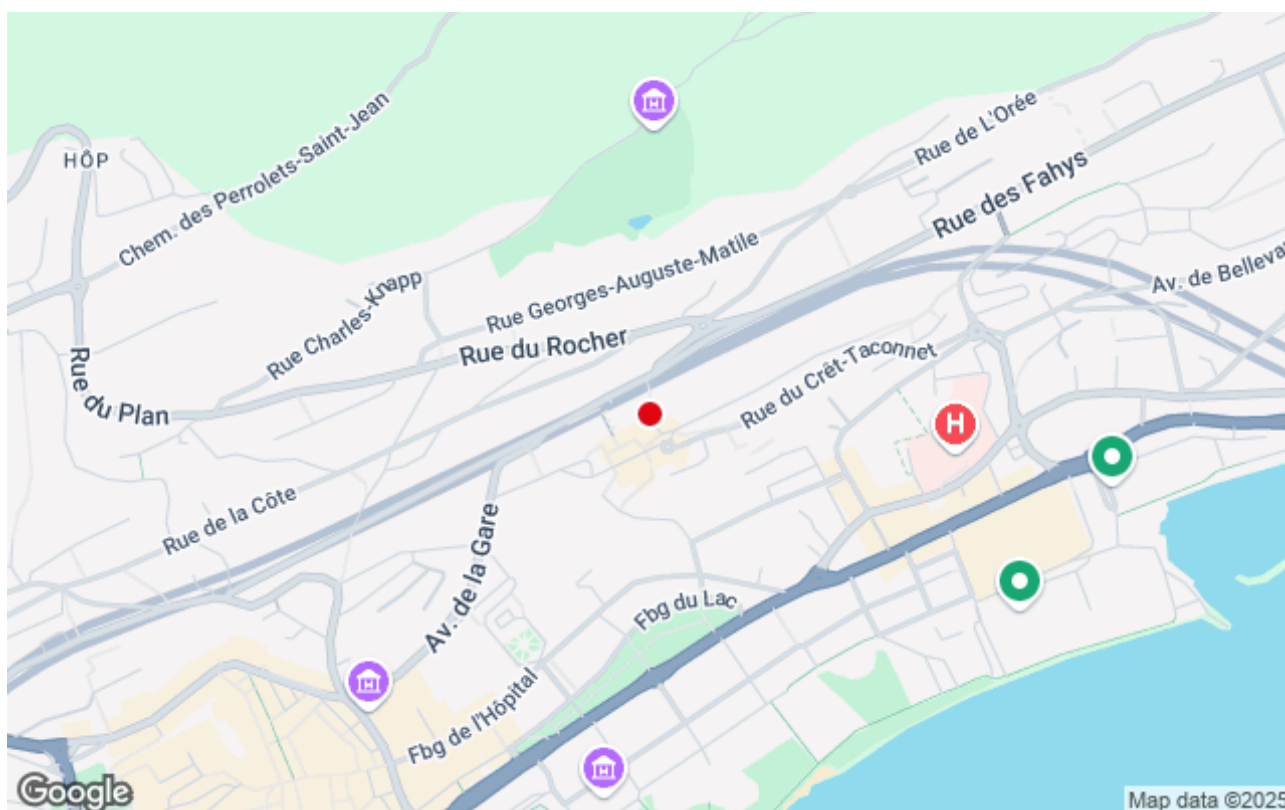 HÔP
Chem. des Perrolets-Saint-Jean
Rue de L'Orée
Rue des Fahys
Av. de Belleva
Rue Charles-Knapp
Rue Georges-Auguste-Matile
Rue du Rocher
Rue du Crêt-Taconnet
Rue du Plan
H
Rue de la Côte
Av. de la Gare
Fbg du Lac
Fbg de l'Hôpital
Google
Map data ©2025